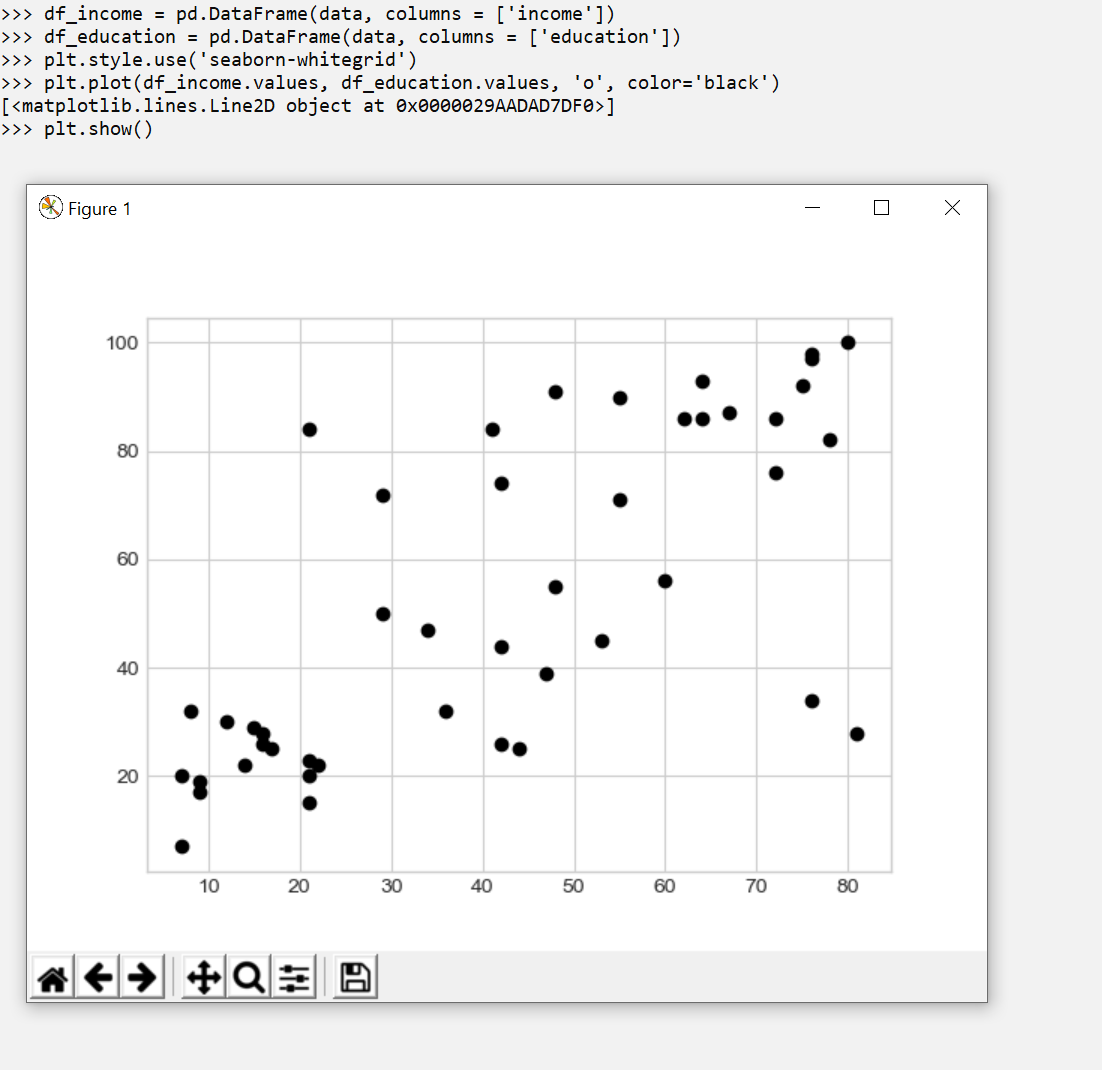 >>> df_income = pd.DataFrame(data, columns = ['income'])
>>> df_education = pd.DataFrame(data, columns = ['education'])
>>> plt.style.use('seaborn-whitegrid')
>>> plt.plot(df_income.values, df_education.values, 'o', color='black')
[<matplotlib.lines.Line2D object at 0x0000029AADAD7DF0>]
>>> plt.show()
Figure 1
100
80
60
40
20
10 20 30 40 50 60 70 80